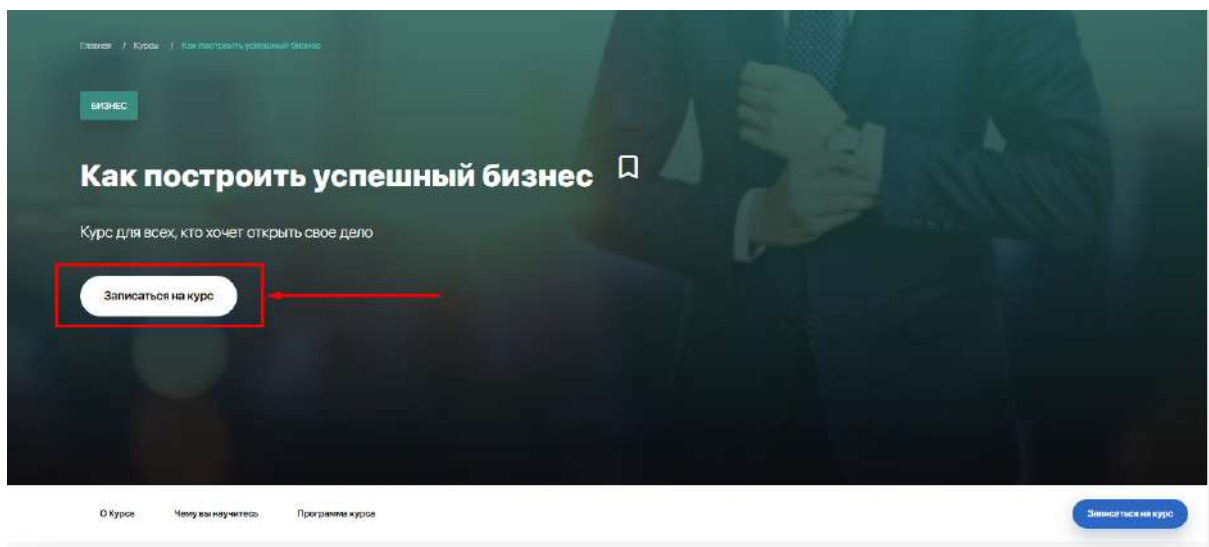 Главная / Курсы / Как построить успешный бизнес
БИЗНЕС
Как построить успешный бизнес
Курс для всех, кто хочет открыть свое дело
Записаться на курс
О Курсе Чему вы научитесь Программа курса Записаться на курс